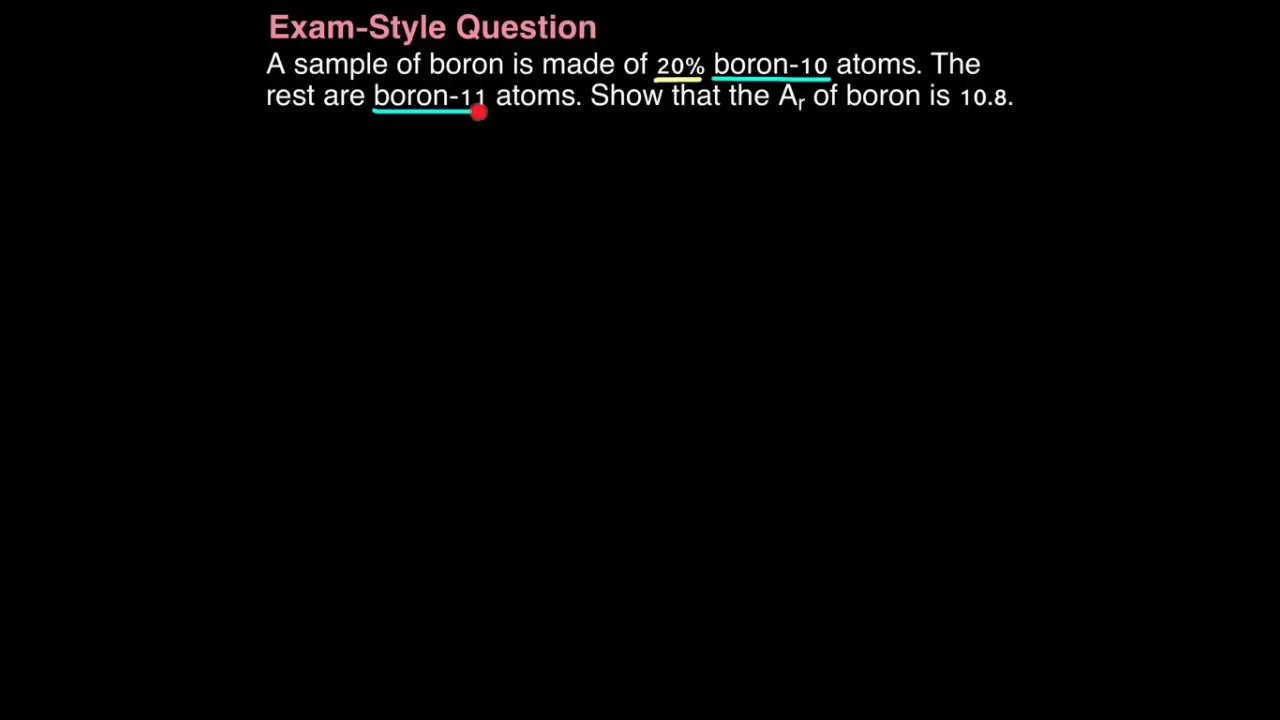 Exam-Style Question
A sample of boron is made of 20% boron-10 atoms. The
rest are boron-11 atoms. Show that the Aᵣ of boron is 10.8.